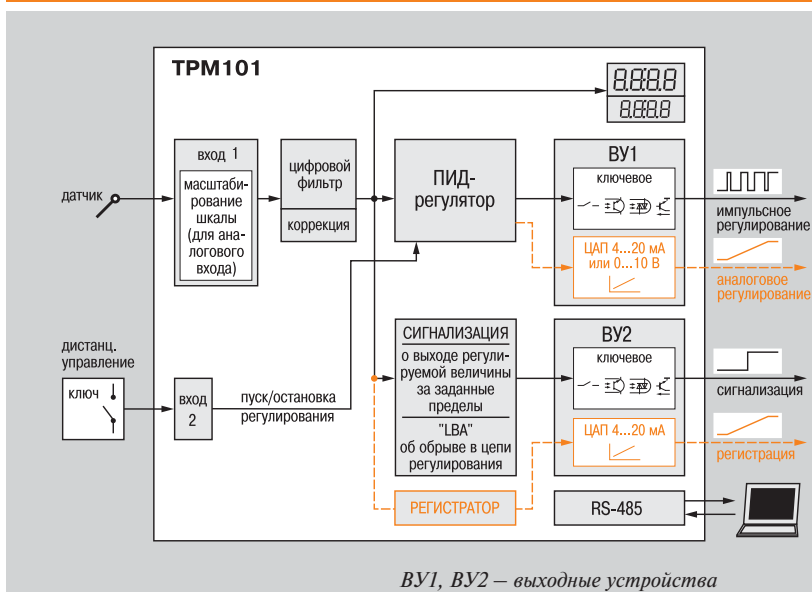 ТРМ101
8.8.8.8
8.8.8.8
вход 1
масштаби-
рование
шкалы
(для ана-
логового
входа)
цифровой
фильтр
коррекция
ПИД-
регулятор
ВУ1
ключевое
ЦАП 4...20 мА
или 0...10 В
датчик
импульсное
регулирование
аналоговое
регулирование
дистанц.
управление
ключ
вход
2
пуск/остановка
регулирования
СИГНАЛИЗАЦИЯ
о выходе регули-
руемой величины
за заданные
пределы
"LBA"
об обрыве в цепи
регулирования
ВУ2
ключевое
ЦАП 4...20 мА
сигнализация
регистрация
РЕГИСТРАТОР
RS-485
ВУ1, ВУ2 – выходные устройства